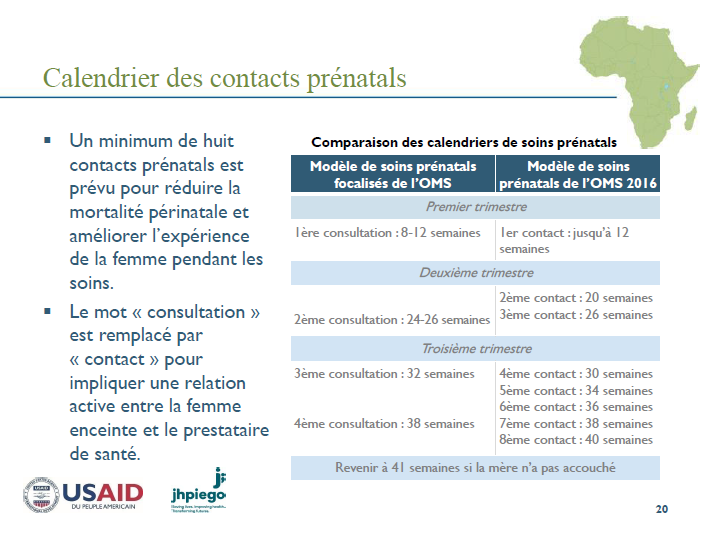 Calendrier des contacts prénatals
▪ Un minimum de huit
contacts prénatals est
prévu pour réduire la
mortalité périnatale et
améliorer l’expérience
de la femme pendant les
soins.
▪ Le mot « consultation »
est remplacé par
« contact » pour
impliquer une relation
active entre la femme
enceinte et le prestataire
de santé.
Comparaison des calendriers de soins prénatals
Modèle de soins prénatals
focalisés de l’OMS
Modèle de soins
prénatals de l’OMS 2016
Premier trimestre
1ère consultation : 8-12 semaines
1er contact : jusqu’à 12
semaines
Deuxième trimestre
2ème consultation : 24-26 semaines
2ème contact : 20 semaines
3ème contact : 26 semaines
Troisième trimestre
3ème consultation : 32 semaines
4ème consultation : 38 semaines
4ème contact : 30 semaines
5ème contact : 34 semaines
6ème contact : 36 semaines
7ème contact : 38 semaines
8ème contact : 40 semaines
Revenir à 41 semaines si la mère n’a pas accouché
USAID
DU PEUPLE AMERICAIN
jhpiego
Saving lives. Improving health.
Transforming futures.
20